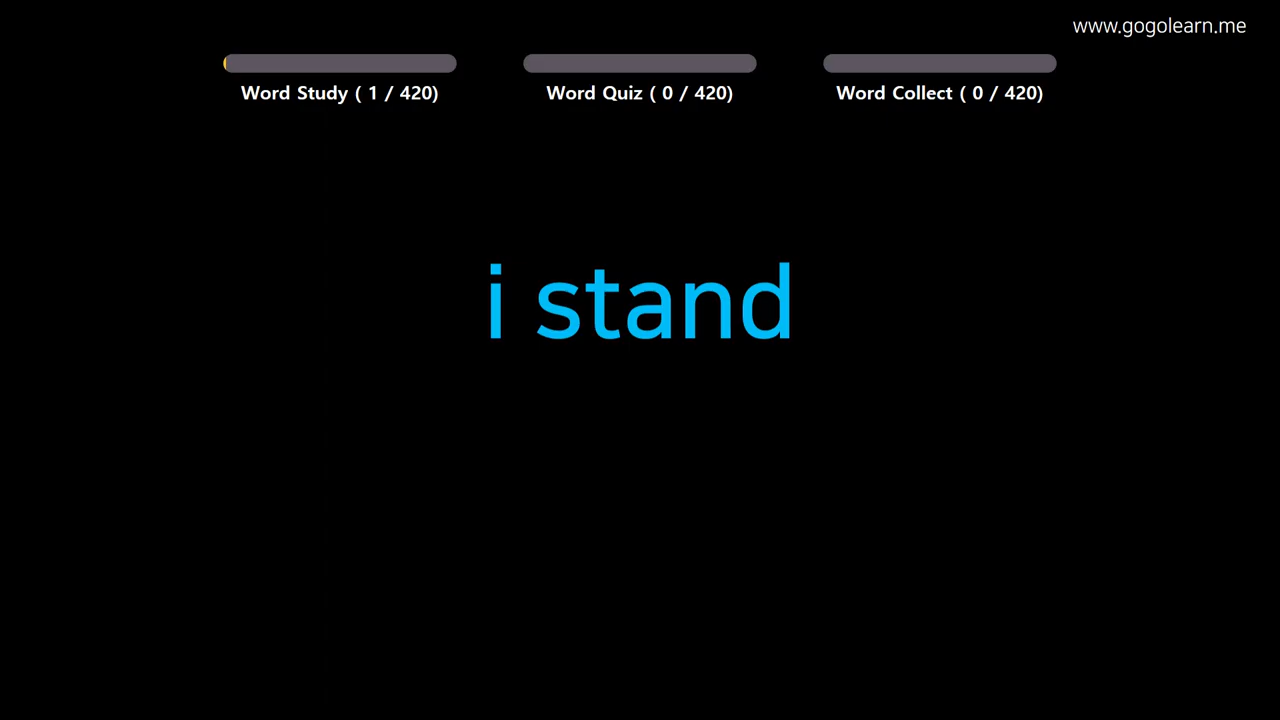 www.gogolearn.me
Word Study ( 1 / 420)
Word Quiz ( 0 / 420)
Word Collect ( 0 / 420)
i stand